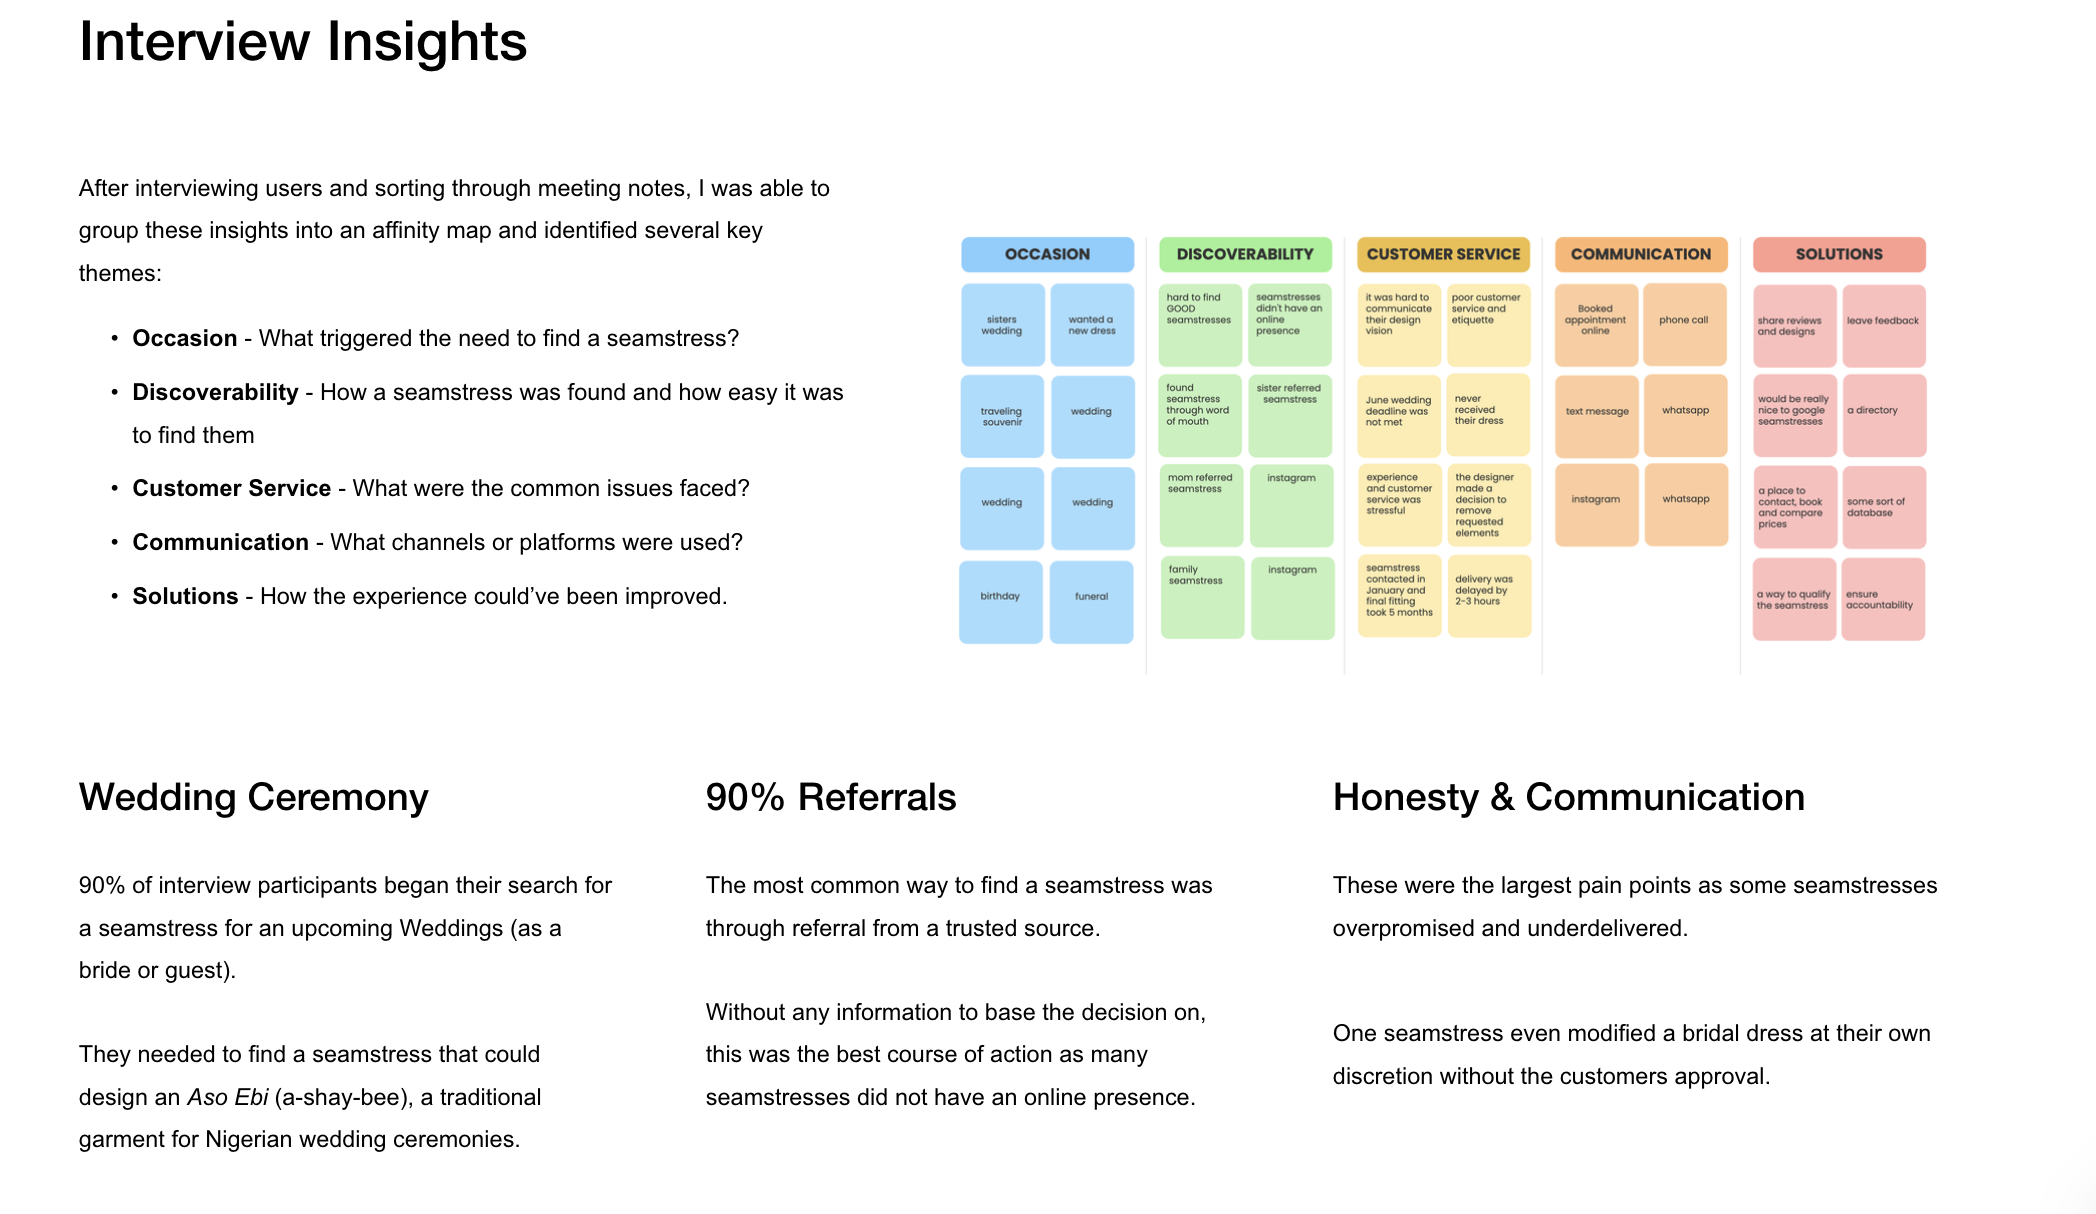 Interview Insights
After interviewing users and sorting through meeting notes, I was able to
group these insights into an affinity map and identified several key
themes:
• Occasion - What triggered the need to find a seamstress?
• Discoverability - How a seamstress was found and how easy it was
to find them
• Customer Service - What were the common issues faced?
• Communication - What channels or platforms were used?
• Solutions - How the experience could’ve been improved.
OCCASION
sisters
wedding
wanted a
new dress
traveling
souvenir
wedding
wedding
wedding
birthday
funeral
DISCOVERABILITY
hard to find
GOOD
seamstresses
seamstresses
didn't have an
online
presence
found
seamstress
through word
of mouth
sister referred
seamstress
mom referred
seamstress
instagram
family
seamstress
instagram
CUSTOMER SERVICE
it was hard to
communicate
their design
vision
poor customer
service and
etiquette
June wedding
deadline was
not met
never
received
their dress
experience
and customer
service was
stressful
the designer
made a
decision to
remove
requested
elements
seamstress
contacted in
January and
final fitting
took 5 months
delivery was
delayed by
2-3 hours
COMMUNICATION
Booked
appointment
online
phone call
text message
whatsapp
instagram
whatsapp
SOLUTIONS
share reviews
and designs
leave feedback
would be really
nice to google
seamstresses
a directory
a place to
contact, book
and compare
prices
some sort of
database
a way to qualify
the seamstress
ensure
accountability
Wedding Ceremony
90% of interview participants began their search for
a seamstress for an upcoming Weddings (as a
bride or guest).
They needed to find a seamstress that could
design an Aso Ebi (a-shay-bee), a traditional
garment for Nigerian wedding ceremonies.
90% Referrals
The most common way to find a seamstress was
through referral from a trusted source.
Without any information to base the decision on,
this was the best course of action as many
seamstresses did not have an online presence.
Honesty & Communication
These were the largest pain points as some seamstresses
overpromised and underdelivered.
One seamstress even modified a bridal dress at their own
discretion without the customers approval.